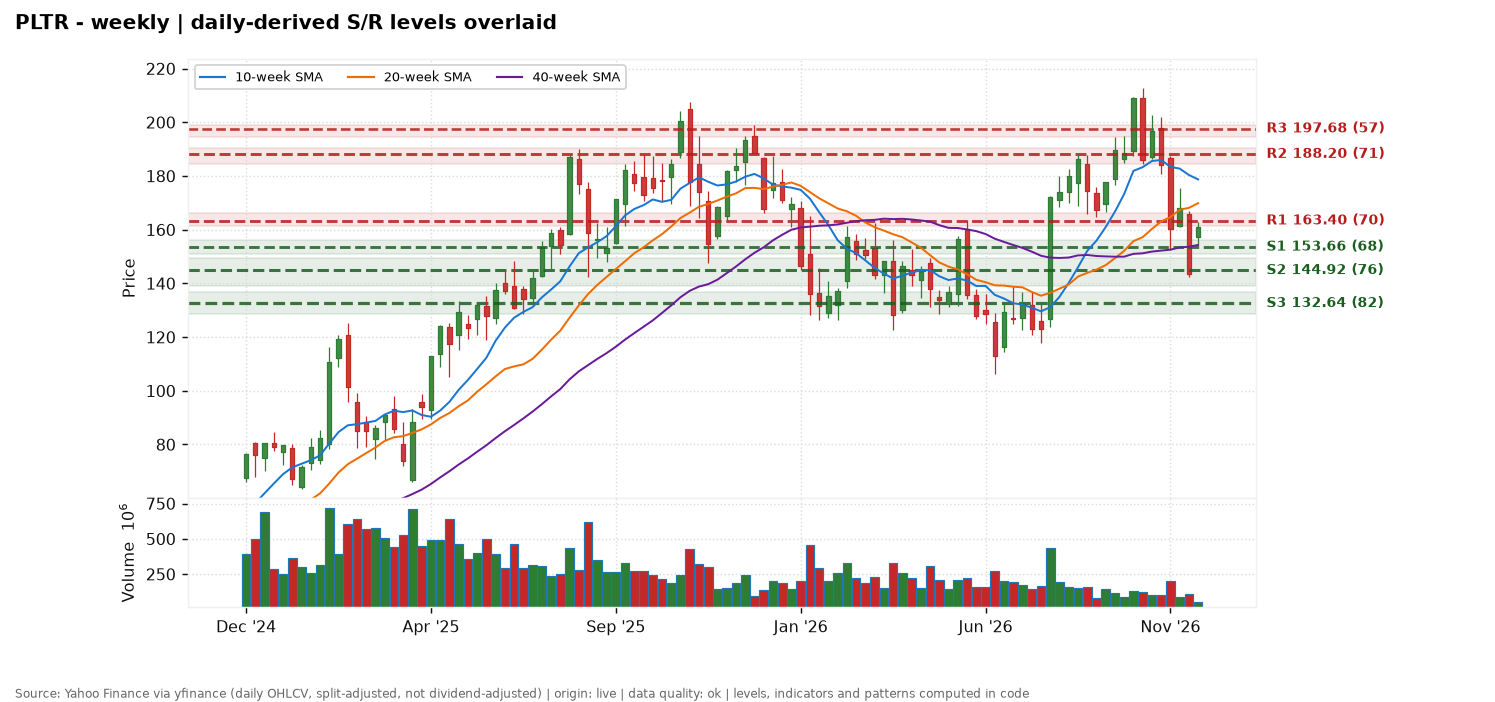 PLTR - weekly | daily-derived S/R levels overlaid
10-week SMA
20-week SMA
40-week SMA
220
200
180
160
140
120
100
80
Price
R3 197.68 (57)
R2 188.20 (71)
R1 163.40 (70)
S1 153.66 (68)
S2 144.92 (76)
S3 132.64 (82)
750
500
250
Volume 10⁶
Dec '24
Apr '25
Sep '25
Jan '26
Jun '26
Nov '26
Source: Yahoo Finance via yfinance (daily OHLCV, split-adjusted, not dividend-adjusted) | origin: live | data quality: ok | levels, indicators and patterns computed in code